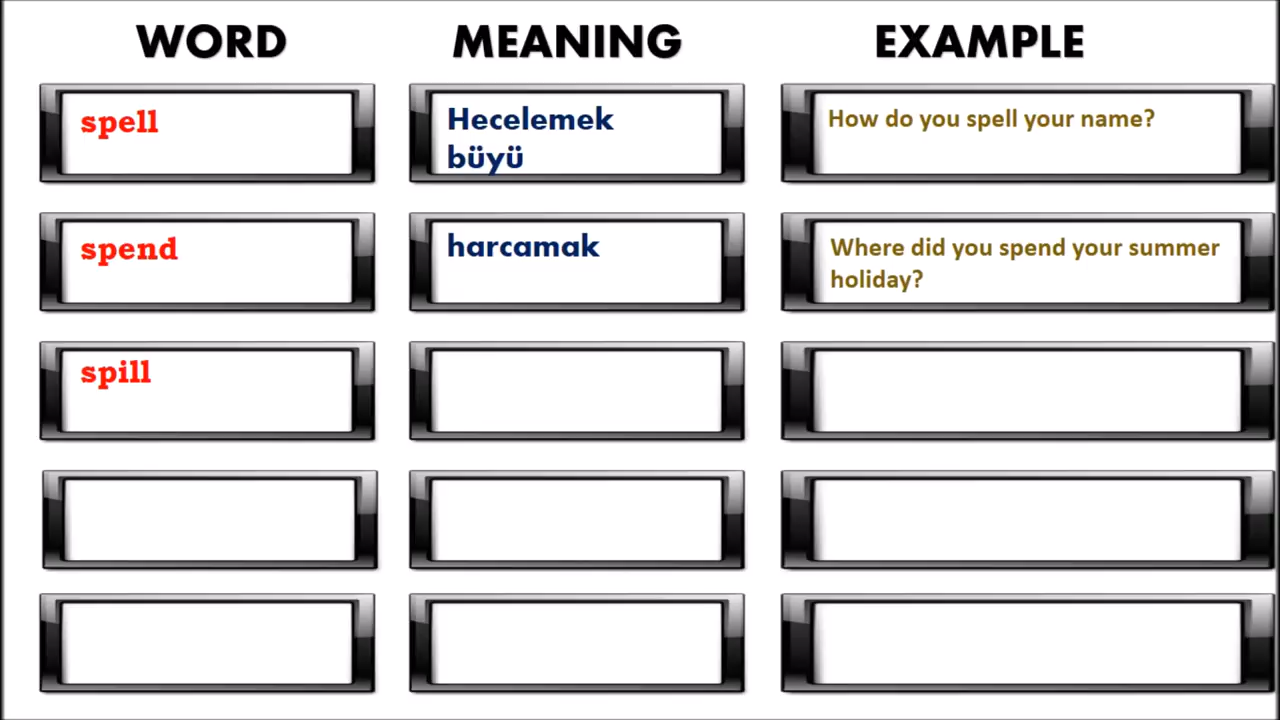 WORD MEANING EXAMPLE
spell
Hecelemek
büyü
How do you spell your name?
spend
harcamak
Where did you spend your summer
holiday?
spill